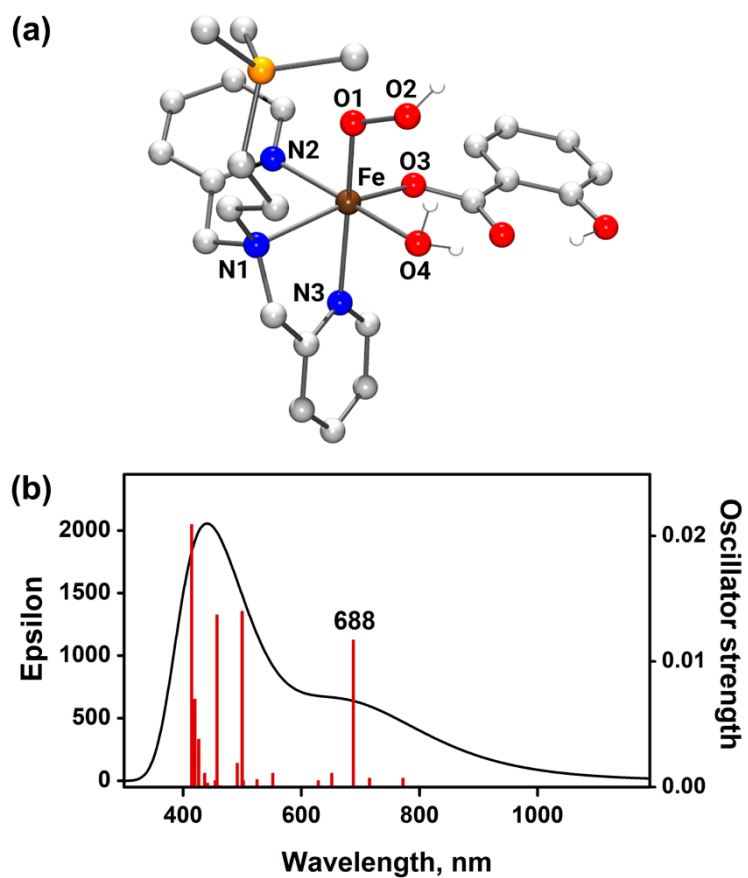 (a)
O1
O2
N2
O3
Fe
N1
O4
N3
(b)
2000
1500
1000
500
0
Epsilon
688
0.02
0.01
0.00
Oscillator strength
400
600
800
1000
Wavelength, nm